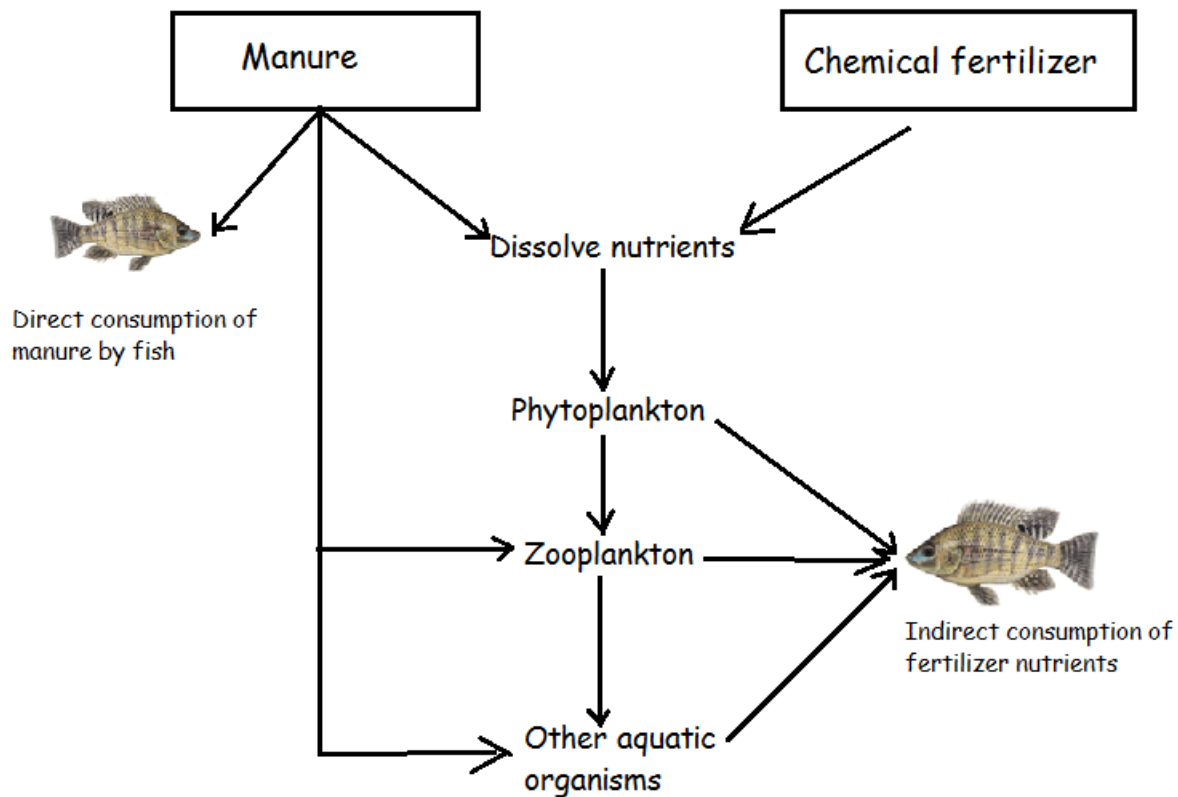 Manure
Chemical fertilizer
Dissolve nutrients
Direct consumption of
manure by fish
Phytoplankton
Zooplankton
Indirect consumption of
fertilizer nutrients
Other aquatic
organisms